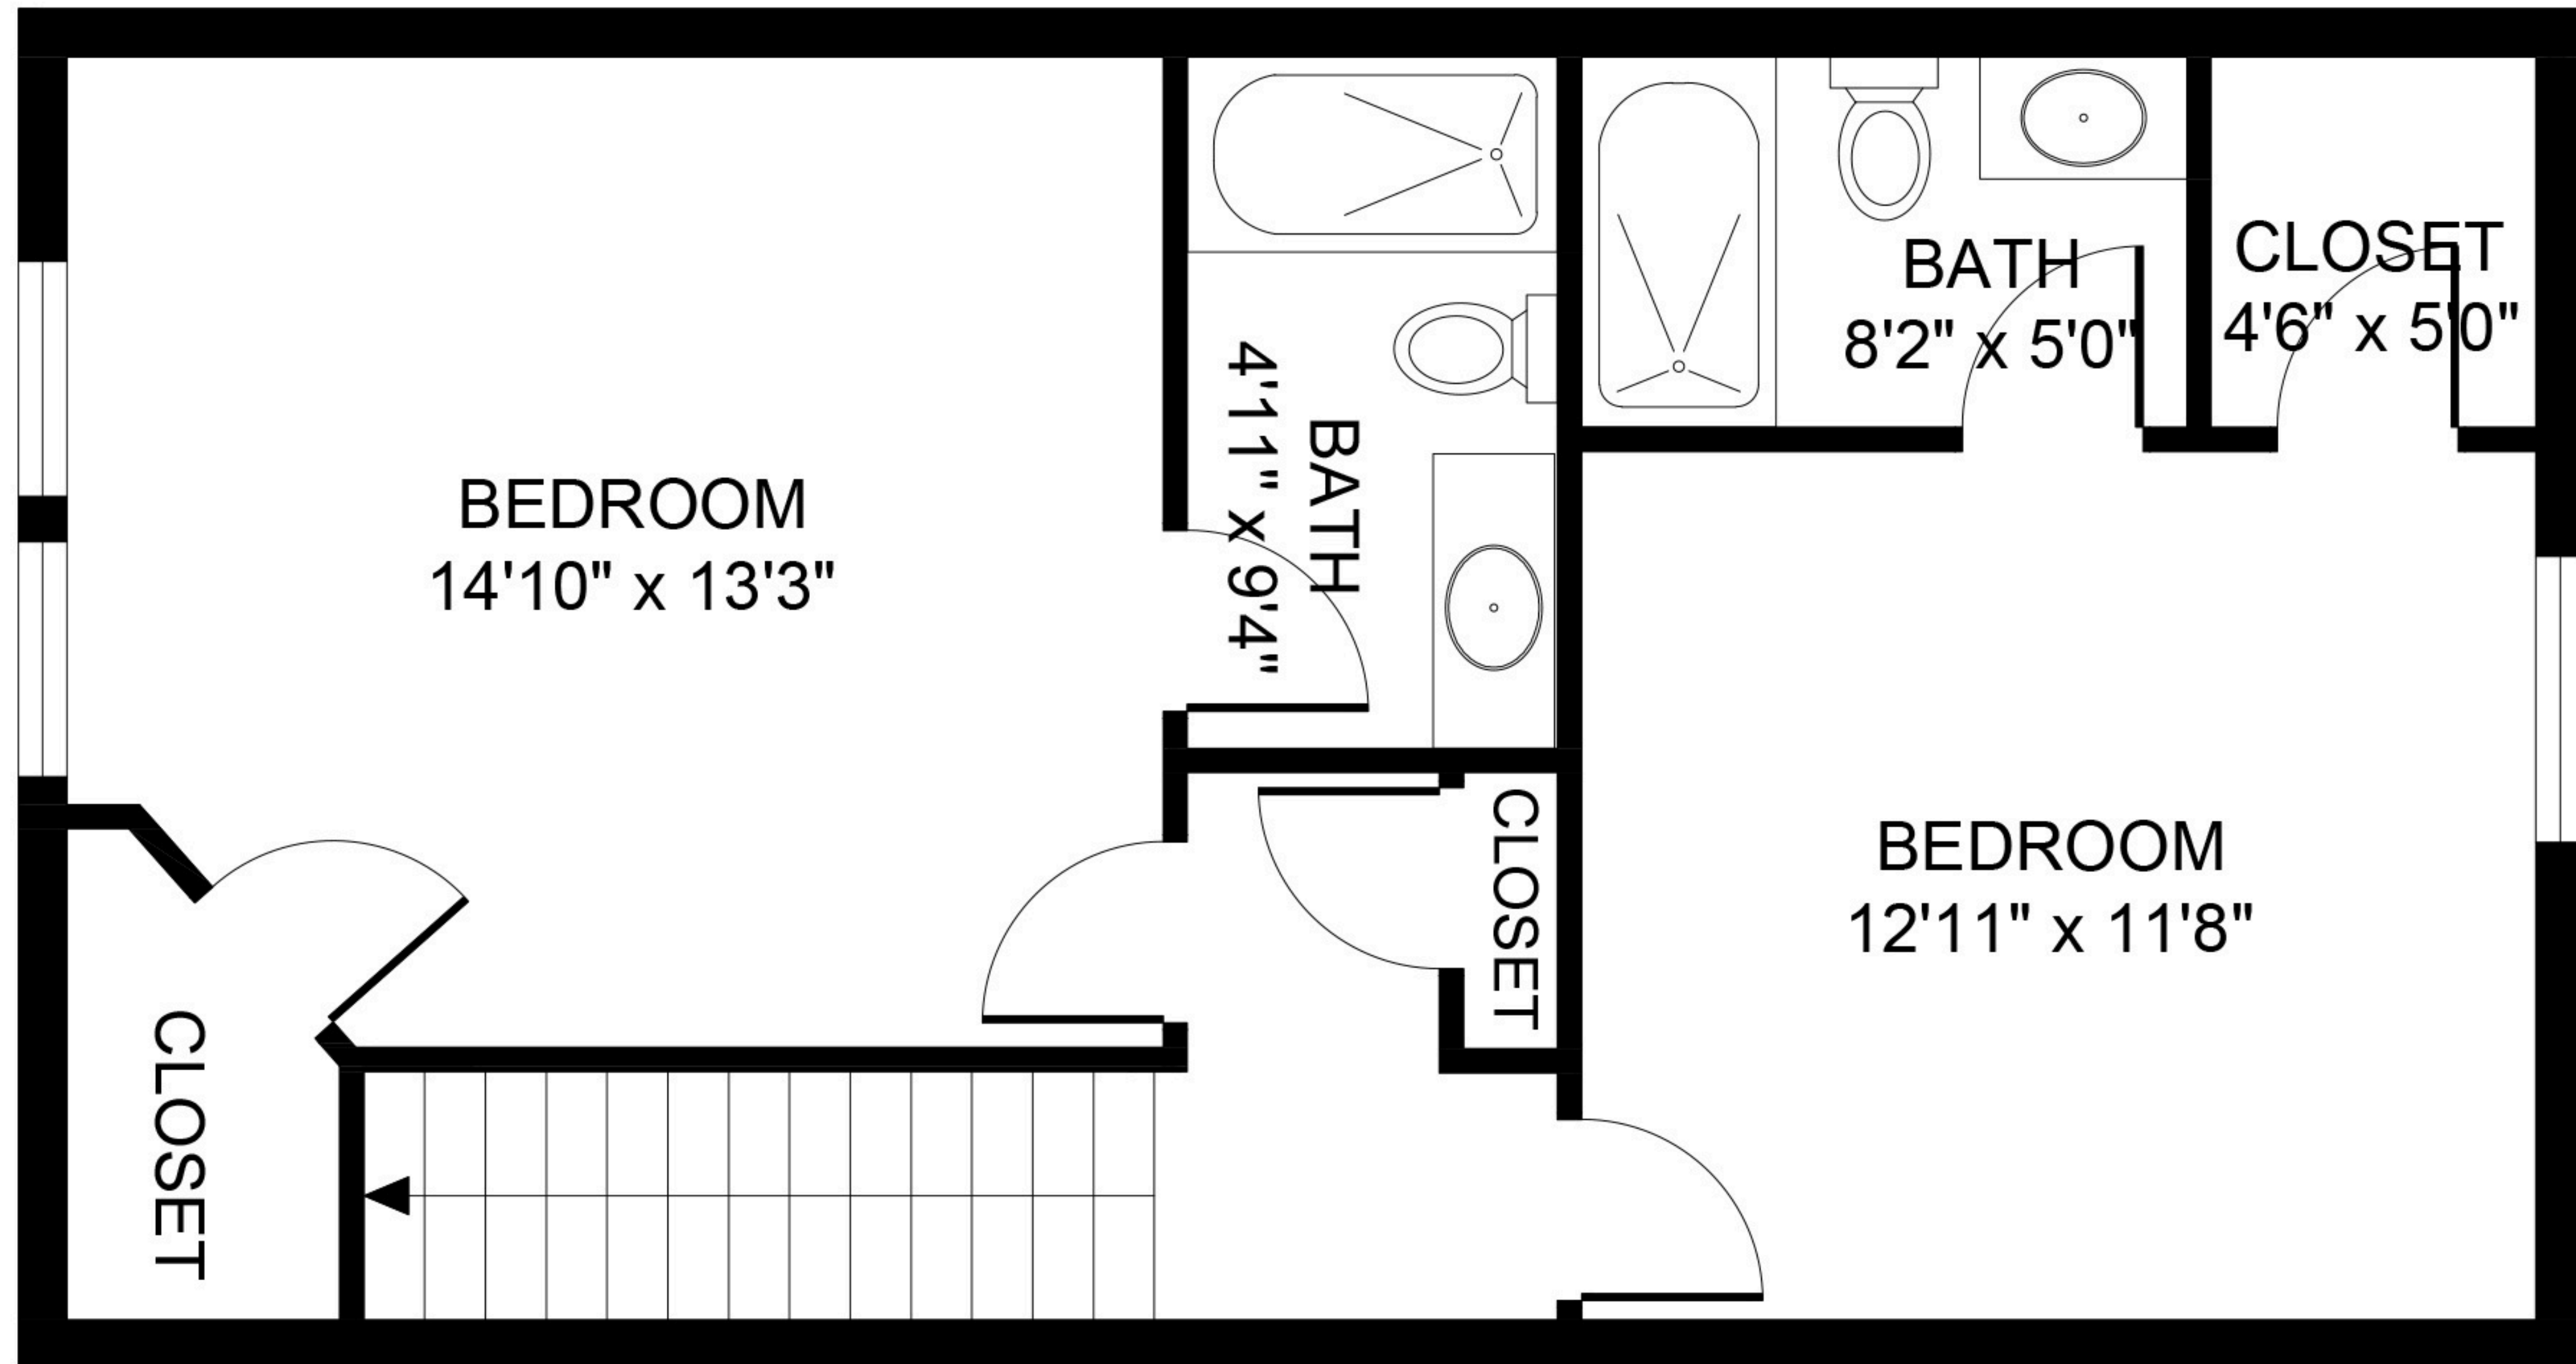 BEDROOM
14'10" x 13'3"
BATH
4'11" x 9'4"
BATH
8'2" x 5'0"
CLOSET
4'6" x 5'0"
CLOSET
BEDROOM
12'11" x 11'8"
CLOSET